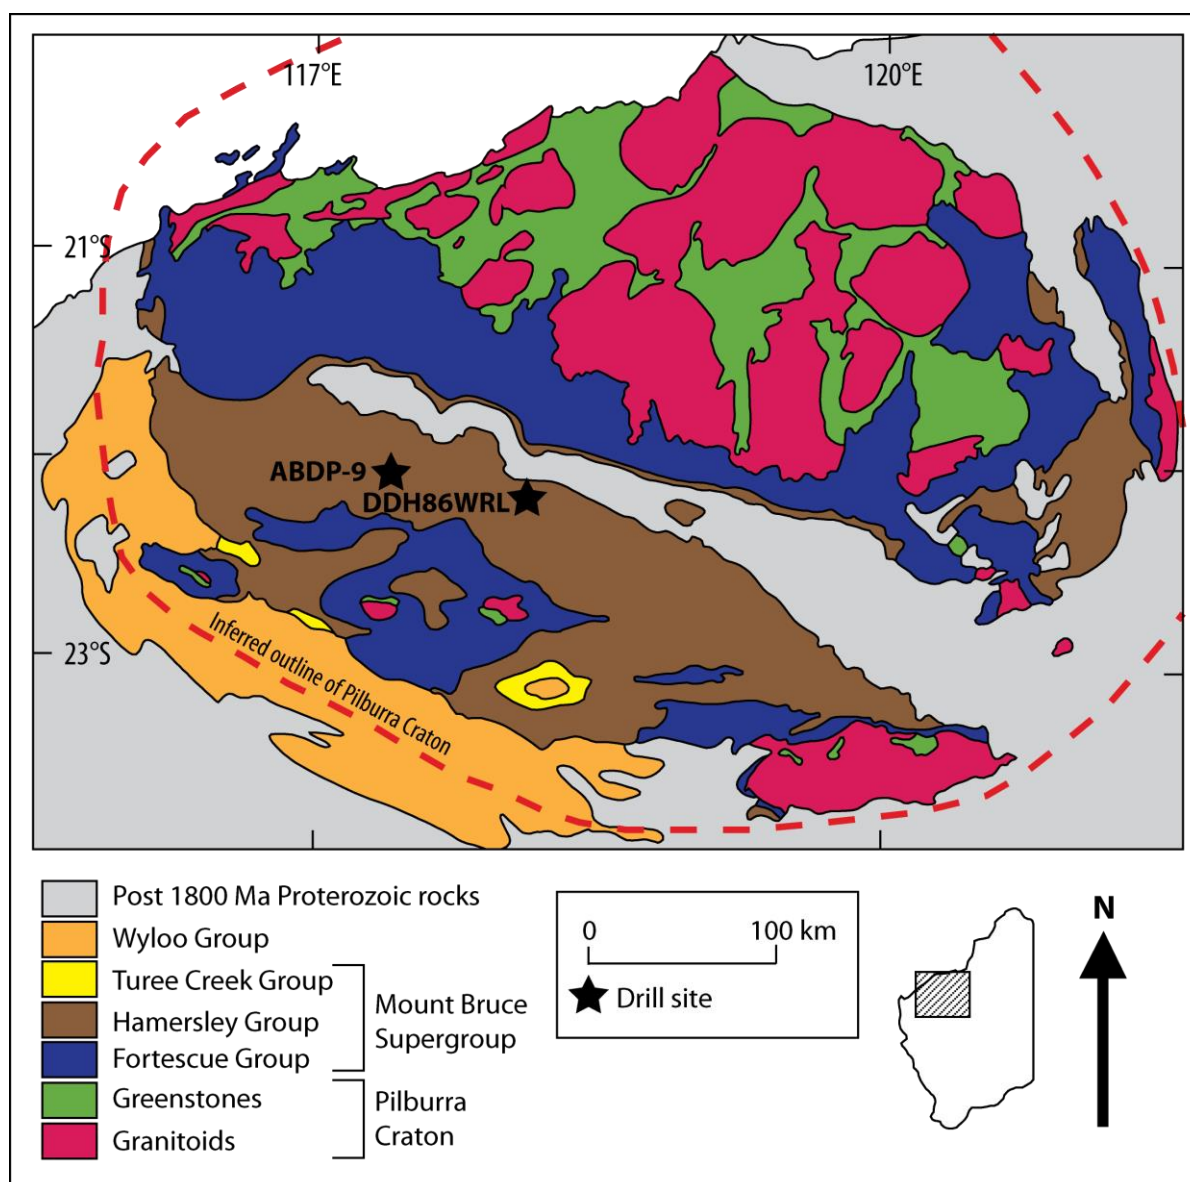 117°E
120°E
21°S
ABDP-9
DDH86WRL
23°S
Inferred outline of Pilburra Craton
Post 1800 Ma Proterozoic rocks
Wyloo Group
Turee Creek Group
Hamersley Group
Fortescue Group
Mount Bruce
Supergroup
Greenstones
Granitoids
Pilburra
Craton
0
100 km
Drill site
N